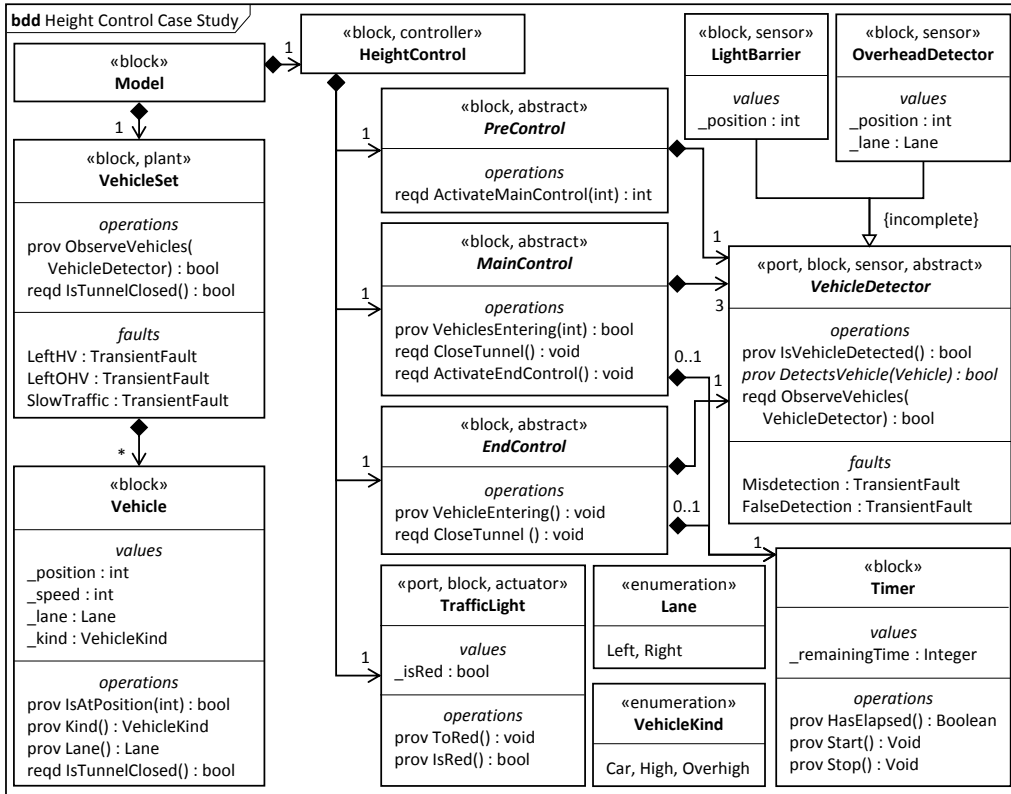 bdd Height Control Case Study
«block»
Model
1
«block, controller»
HeightControl
1
«block, plant»
VehicleSet
operations
prov ObserveVehicles(
VehicleDetector) : bool
reqd IsTunnelClosed() : bool
faults
LeftHV : TransientFault
LeftOHV : TransientFault
SlowTraffic : TransientFault
*
«block»
Vehicle
values
_position : int
_speed : int
_lane : Lane
_kind : VehicleKind
operations
prov IsAtPosition(int) : bool
prov Kind() : VehicleKind
prov Lane() : Lane
reqd IsTunnelClosed() : bool
1
«block, abstract»
PreControl
operations
reqd ActivateMainControl(int) : int
1
«block, abstract»
MainControl
operations
prov VehiclesEntering(int) : bool
reqd CloseTunnel() : void
reqd ActivateEndControl() : void
0..1
1
«block, abstract»
EndControl
operations
prov VehicleEntering() : void
reqd CloseTunnel () : void
0..1
1
«port, block, actuator»
TrafficLight
values
_isRed : bool
operations
prov ToRed() : void
prov IsRed() : bool
«block, sensor»
LightBarrier
values
_position : int
«block, sensor»
OverheadDetector
values
_position : int
_lane : Lane
{incomplete}
1
3
1
«port, block, sensor, abstract»
VehicleDetector
operations
prov IsVehicleDetected() : bool
prov DetectsVehicle(Vehicle) : bool
reqd ObserveVehicles(
VehicleDetector) : bool
faults
Misdetection : TransientFault
FalseDetection : TransientFault
«enumeration»
Lane
Left, Right
«enumeration»
VehicleKind
Car, High, Overhigh
1
«block»
Timer
values
_remainingTime : Integer
operations
prov HasElapsed() : Boolean
prov Start() : Void
prov Stop() : Void